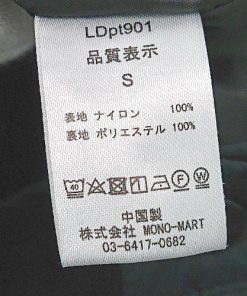 LDpt901
品質表示
S
表地 ナイロン 100%
裏地 ポリエステル 100%
40
F W
中国製
株式会社 MONO-MART
03-6417-0682